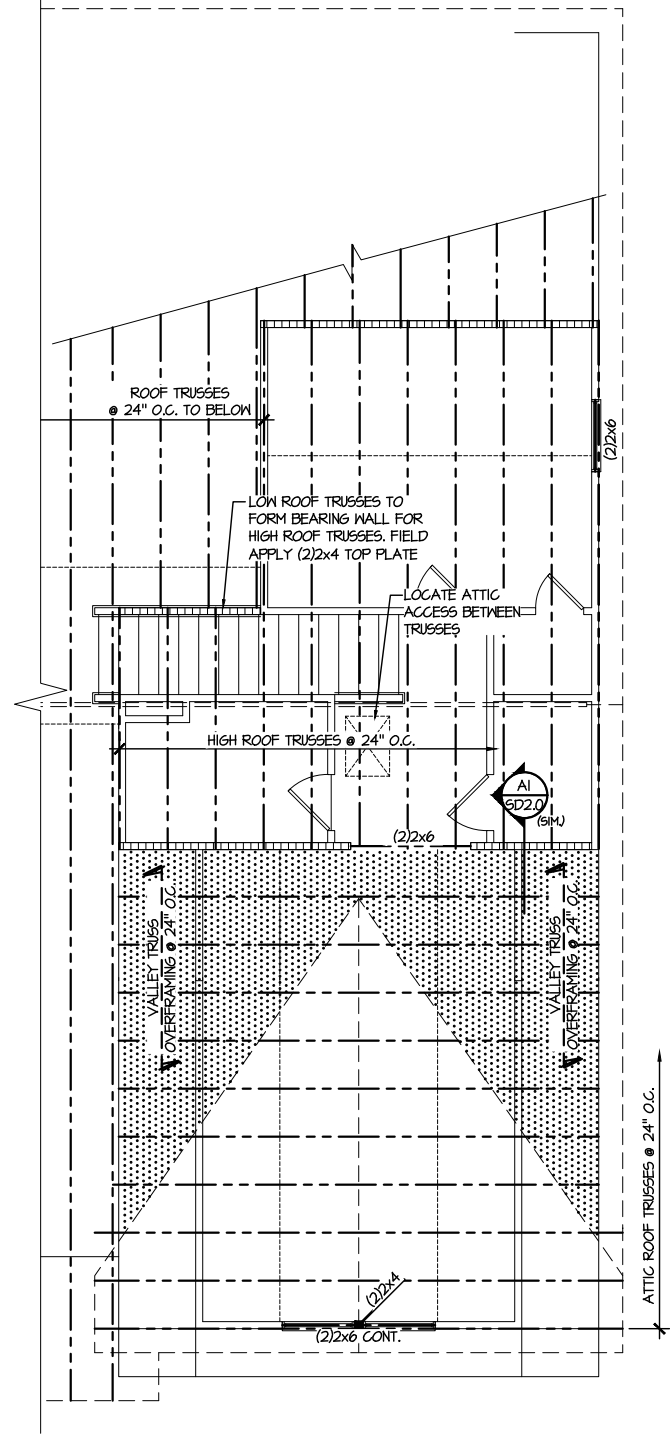 ROOF TRUSSES
@ 24" O.C. TO BELOW
(2)2x6
LOW ROOF TRUSSES TO
FORM BEARING WALL FOR
HIGH ROOF TRUSSES. FIELD
APPLY (2)2x4 TOP PLATE
LOCATE ATTIC
ACCESS BETWEEN
TRUSSES
HIGH ROOF TRUSSES @ 24" O.C.
A1
SD2.0
(SIM.)
(2)2x6
VALLEY TRUSS
OVERFRAMING @ 24" O.C.
VALLEY TRUSS
OVERFRAMING @ 24" O.C.
ATTIC ROOF TRUSSES @ 24" O.C.
(2)2x4
(2)2x6 CONT.